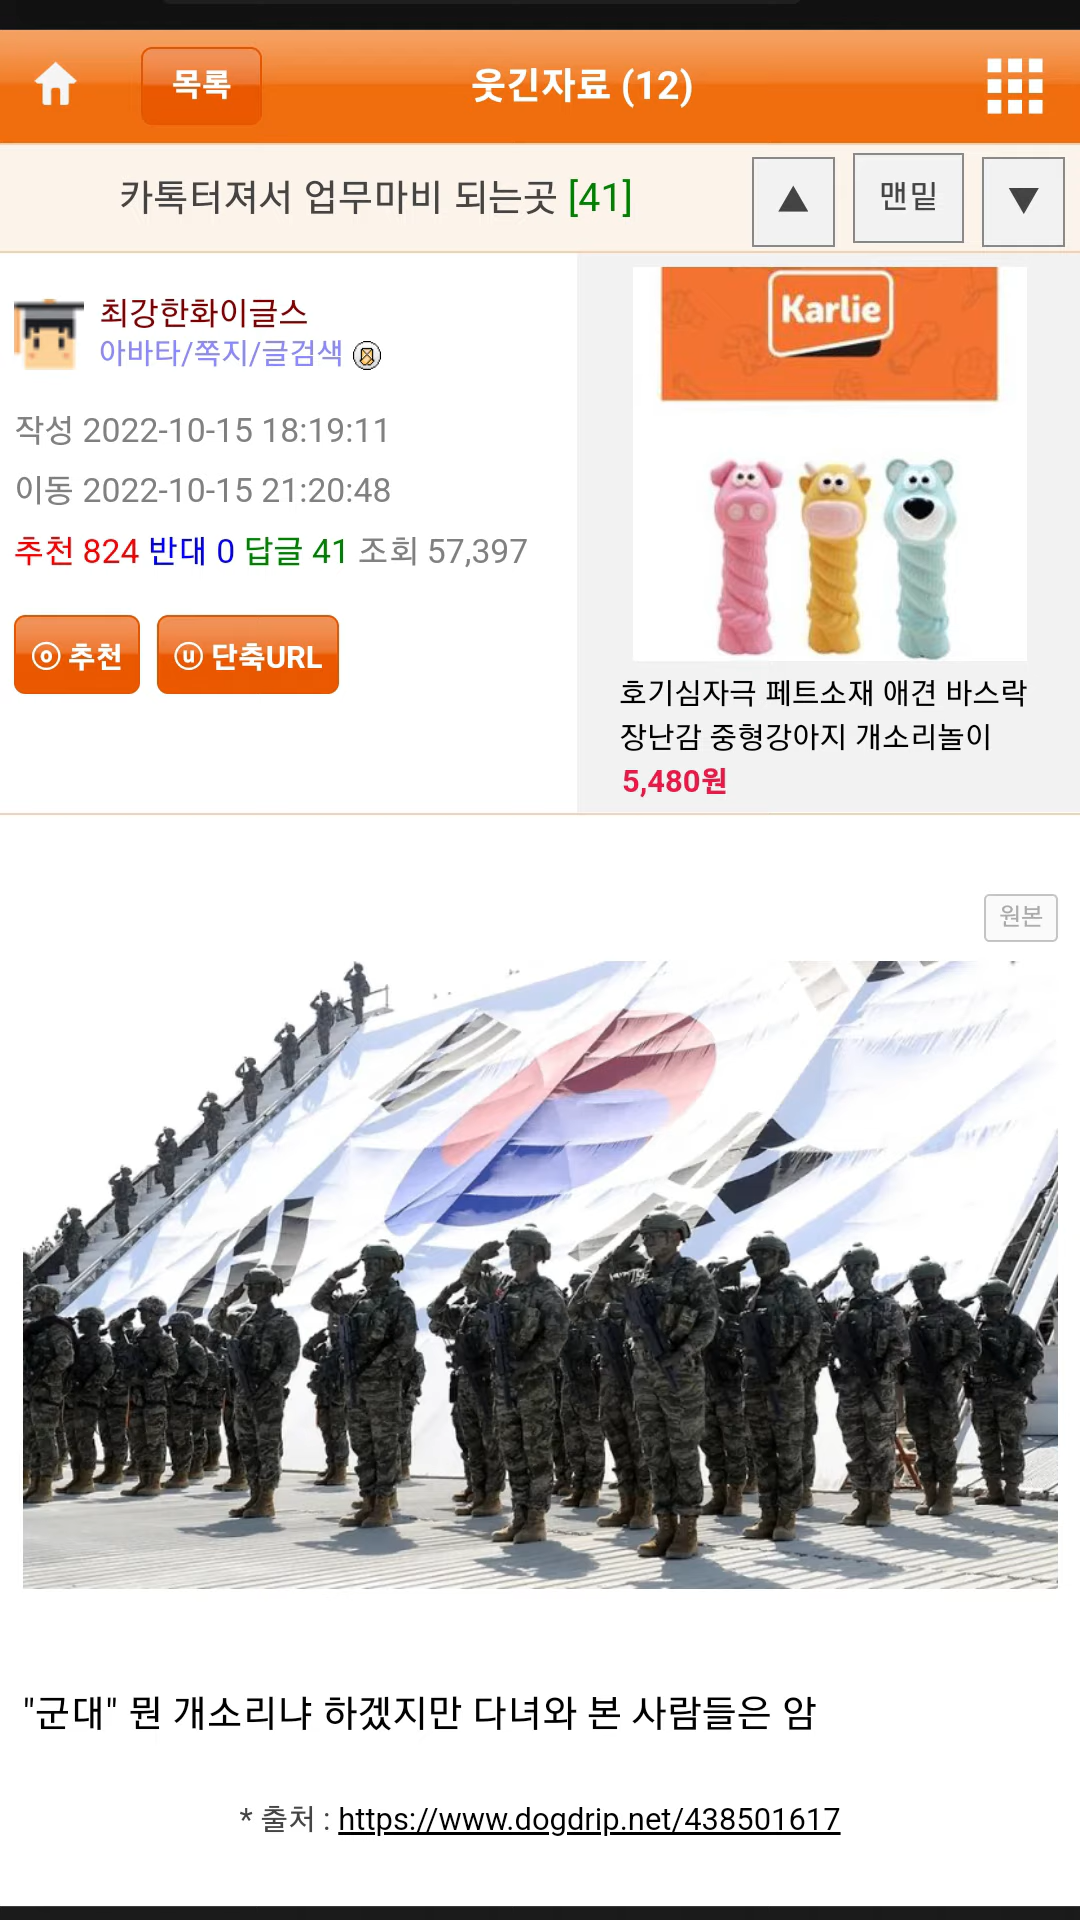 목록
웃긴자료 (12)
카톡터져서 업무마비 되는곳 [41]
▲
맨밑
▼
최강한화이글스
아바타/쪽지/글검색
작성 2022-10-15 18:19:11
이동 2022-10-15 21:20:48
추천 824 반대 0 답글 41 조회 57,397
ⓞ 추천
ⓤ 단축URL
Karlie
호기심자극 페트소재 애견 바스락
장난감 중형강아지 개소리놀이
5,480원
원본
"군대" 뭔 개소리냐 하겠지만 다녀와 본 사람들은 암
* 출처 : https://www.dogdrip.net/438501617